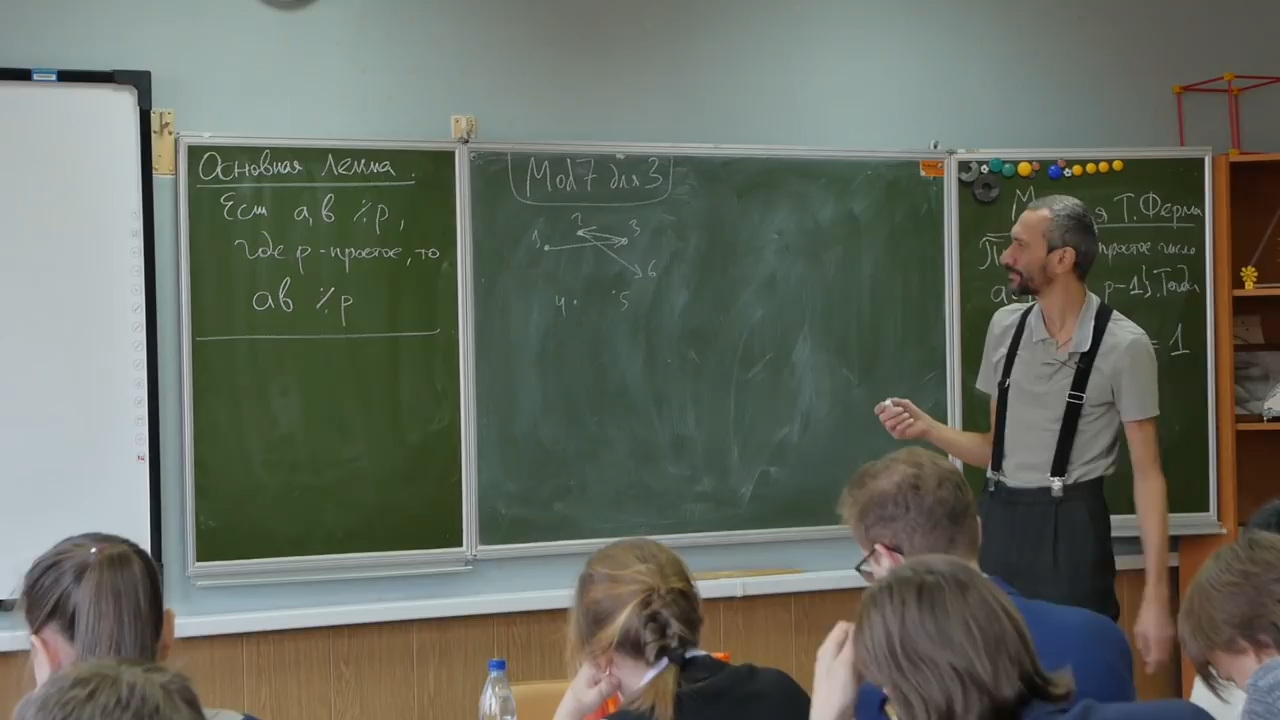 Основная Лемма.
Если a, b ⁒ p,
где p - простое, то
ab ⁒ p
Mod 7 для 3
1 2 3
6
4 5
я Т. Ферма
простое число
p-1}. Тогда
= 1